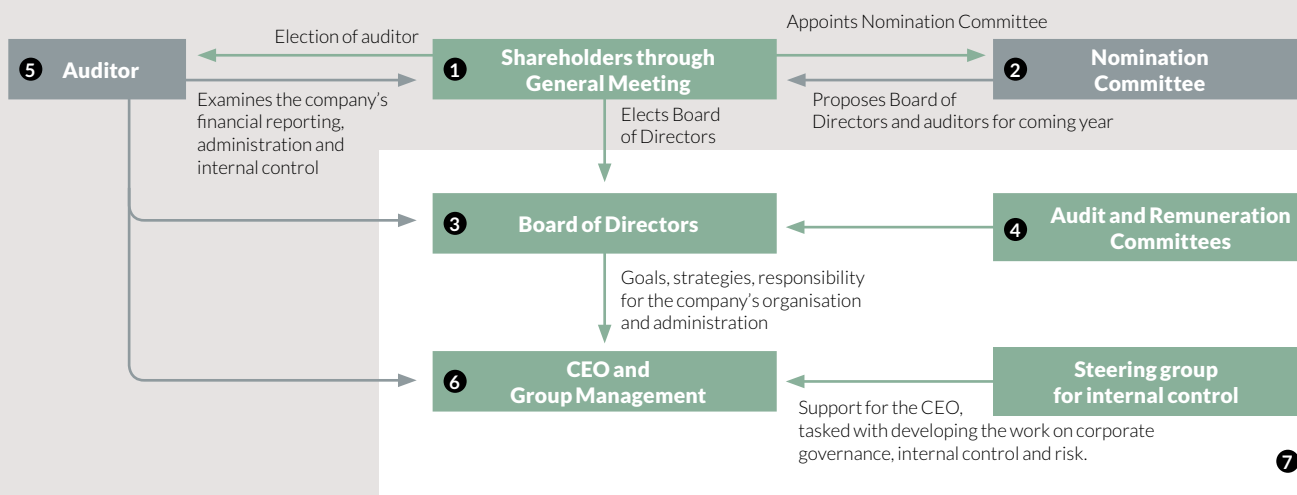 Election of auditor
Appoints Nomination Committee
5 Auditor
1 Shareholders through
General Meeting
2 Nomination
Committee
Examines the company's
financial reporting,
administration and
internal control
Elects Board
of Directors
Proposes Board of
Directors and auditors for coming year
3 Board of Directors
4 Audit and Remuneration
Committees
Goals, strategies, responsibility
for the company's organisation
and administration
6 CEO and
Group Management
Steering group
for internal control
Support for the CEO,
tasked with developing the work on corporate
governance, internal control and risk.
7